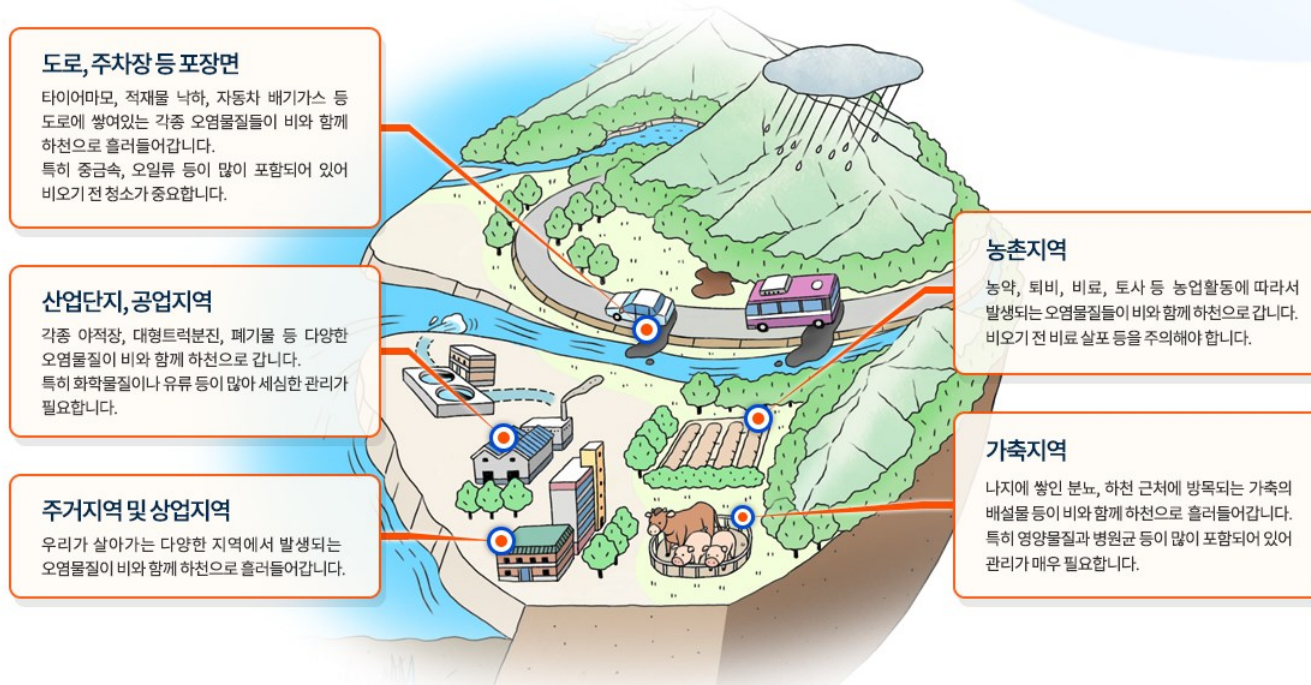 도로, 주차장 등 포장면
타이어마모, 적재물 낙하, 자동차 배기가스 등
도로에 쌓여있는 각종 오염물질들이 비와 함께
하천으로 흘러들어갑니다.
특히 중금속, 오일류 등이 많이 포함되어 있어
비오기 전 청소가 중요합니다.
산업단지, 공업지역
각종 야적장, 대형트럭분진, 폐기물 등 다양한
오염물질이 비와 함께 하천으로 갑니다.
특히 화학물질이나 유류 등이 많아 세심한 관리가
필요합니다.
주거지역 및 상업지역
우리가 살아가는 다양한 지역에서 발생되는
오염물질이 비와 함께 하천으로 흘러들어갑니다.
농촌지역
농약, 퇴비, 비료, 토사 등 농업활동에 따라서
발생되는 오염물질들이 비와 함께 하천으로 갑니다.
비오기 전 비료 살포 등을 주의해야 합니다.
가축지역
나지에 쌓인 분뇨, 하천 근처에 방목되는 가축의
배설물 등이 비와 함께 하천으로 흘러들어갑니다.
특히 영양물질과 병원균 등이 많이 포함되어 있어
관리가 매우 필요합니다.